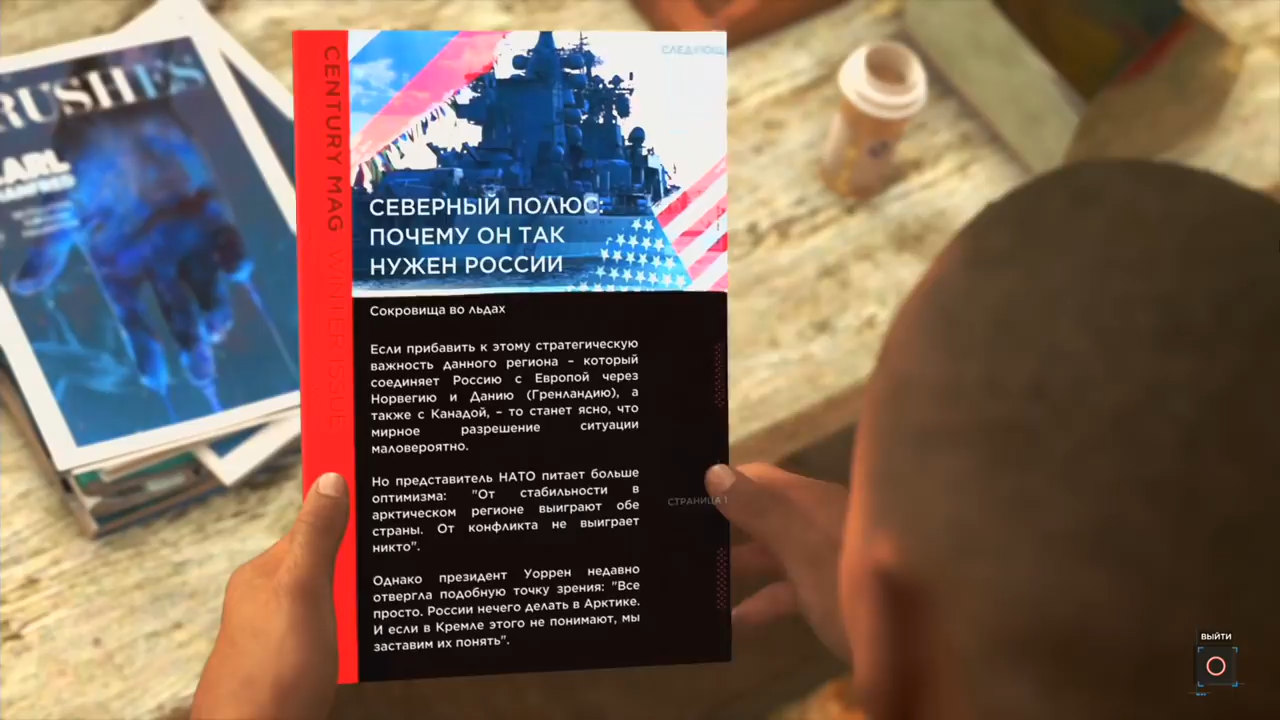 RUSHES
CENTURY MAG WINTER ISSUE
СЛЕДУЮЩ
СЕВЕРНЫЙ ПОЛЮС:
ПОЧЕМУ ОН ТАК
НУЖЕН РОССИИ
Сокровища во льдах
Если прибавить к этому стратегическую
важность данного региона – который
соединяет Россию с Европой через
Норвегию и Данию (Гренландию), а
также с Канадой, – то станет ясно, что
мирное разрешение ситуации
маловероятно.
Но представитель НАТО питает больше
оптимизма: "От стабильности в
арктическом регионе выиграют обе
страны. От конфликта не выиграет
никто".
Однако президент Уоррен недавно
отвергла подобную точку зрения: "Все
просто. России нечего делать в Арктике.
И если в Кремле этого не понимают, мы
заставим их понять".
СТРАНИЦА 1
ВЫЙТИ